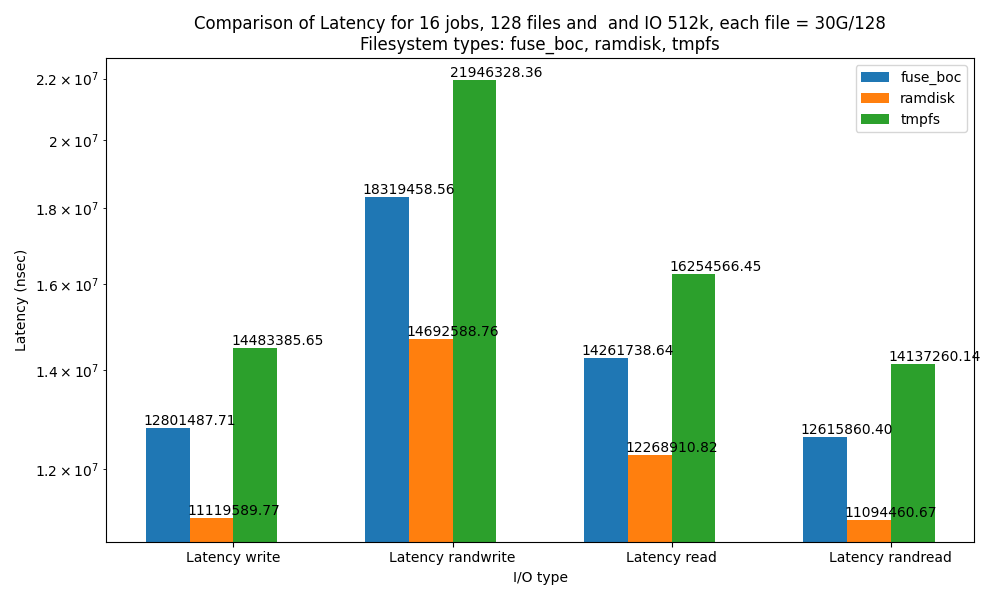 Comparison of Latency for 16 jobs, 128 files and  and IO 512k, each file = 30G/128
Filesystem types: fuse_boc, ramdisk, tmpfs
fuse_boc
ramdisk
tmpfs
Latency (nsec)
2.2 × 10⁷
2 × 10⁷
1.8 × 10⁷
1.6 × 10⁷
1.4 × 10⁷
1.2 × 10⁷
12801487.71
11119589.77
14483385.65
18319458.56
14692588.76
21946328.36
14261738.64
12268910.82
16254566.45
12615860.40
11094460.67
14137260.14
Latency write
Latency randwrite
Latency read
Latency randread
I/O type